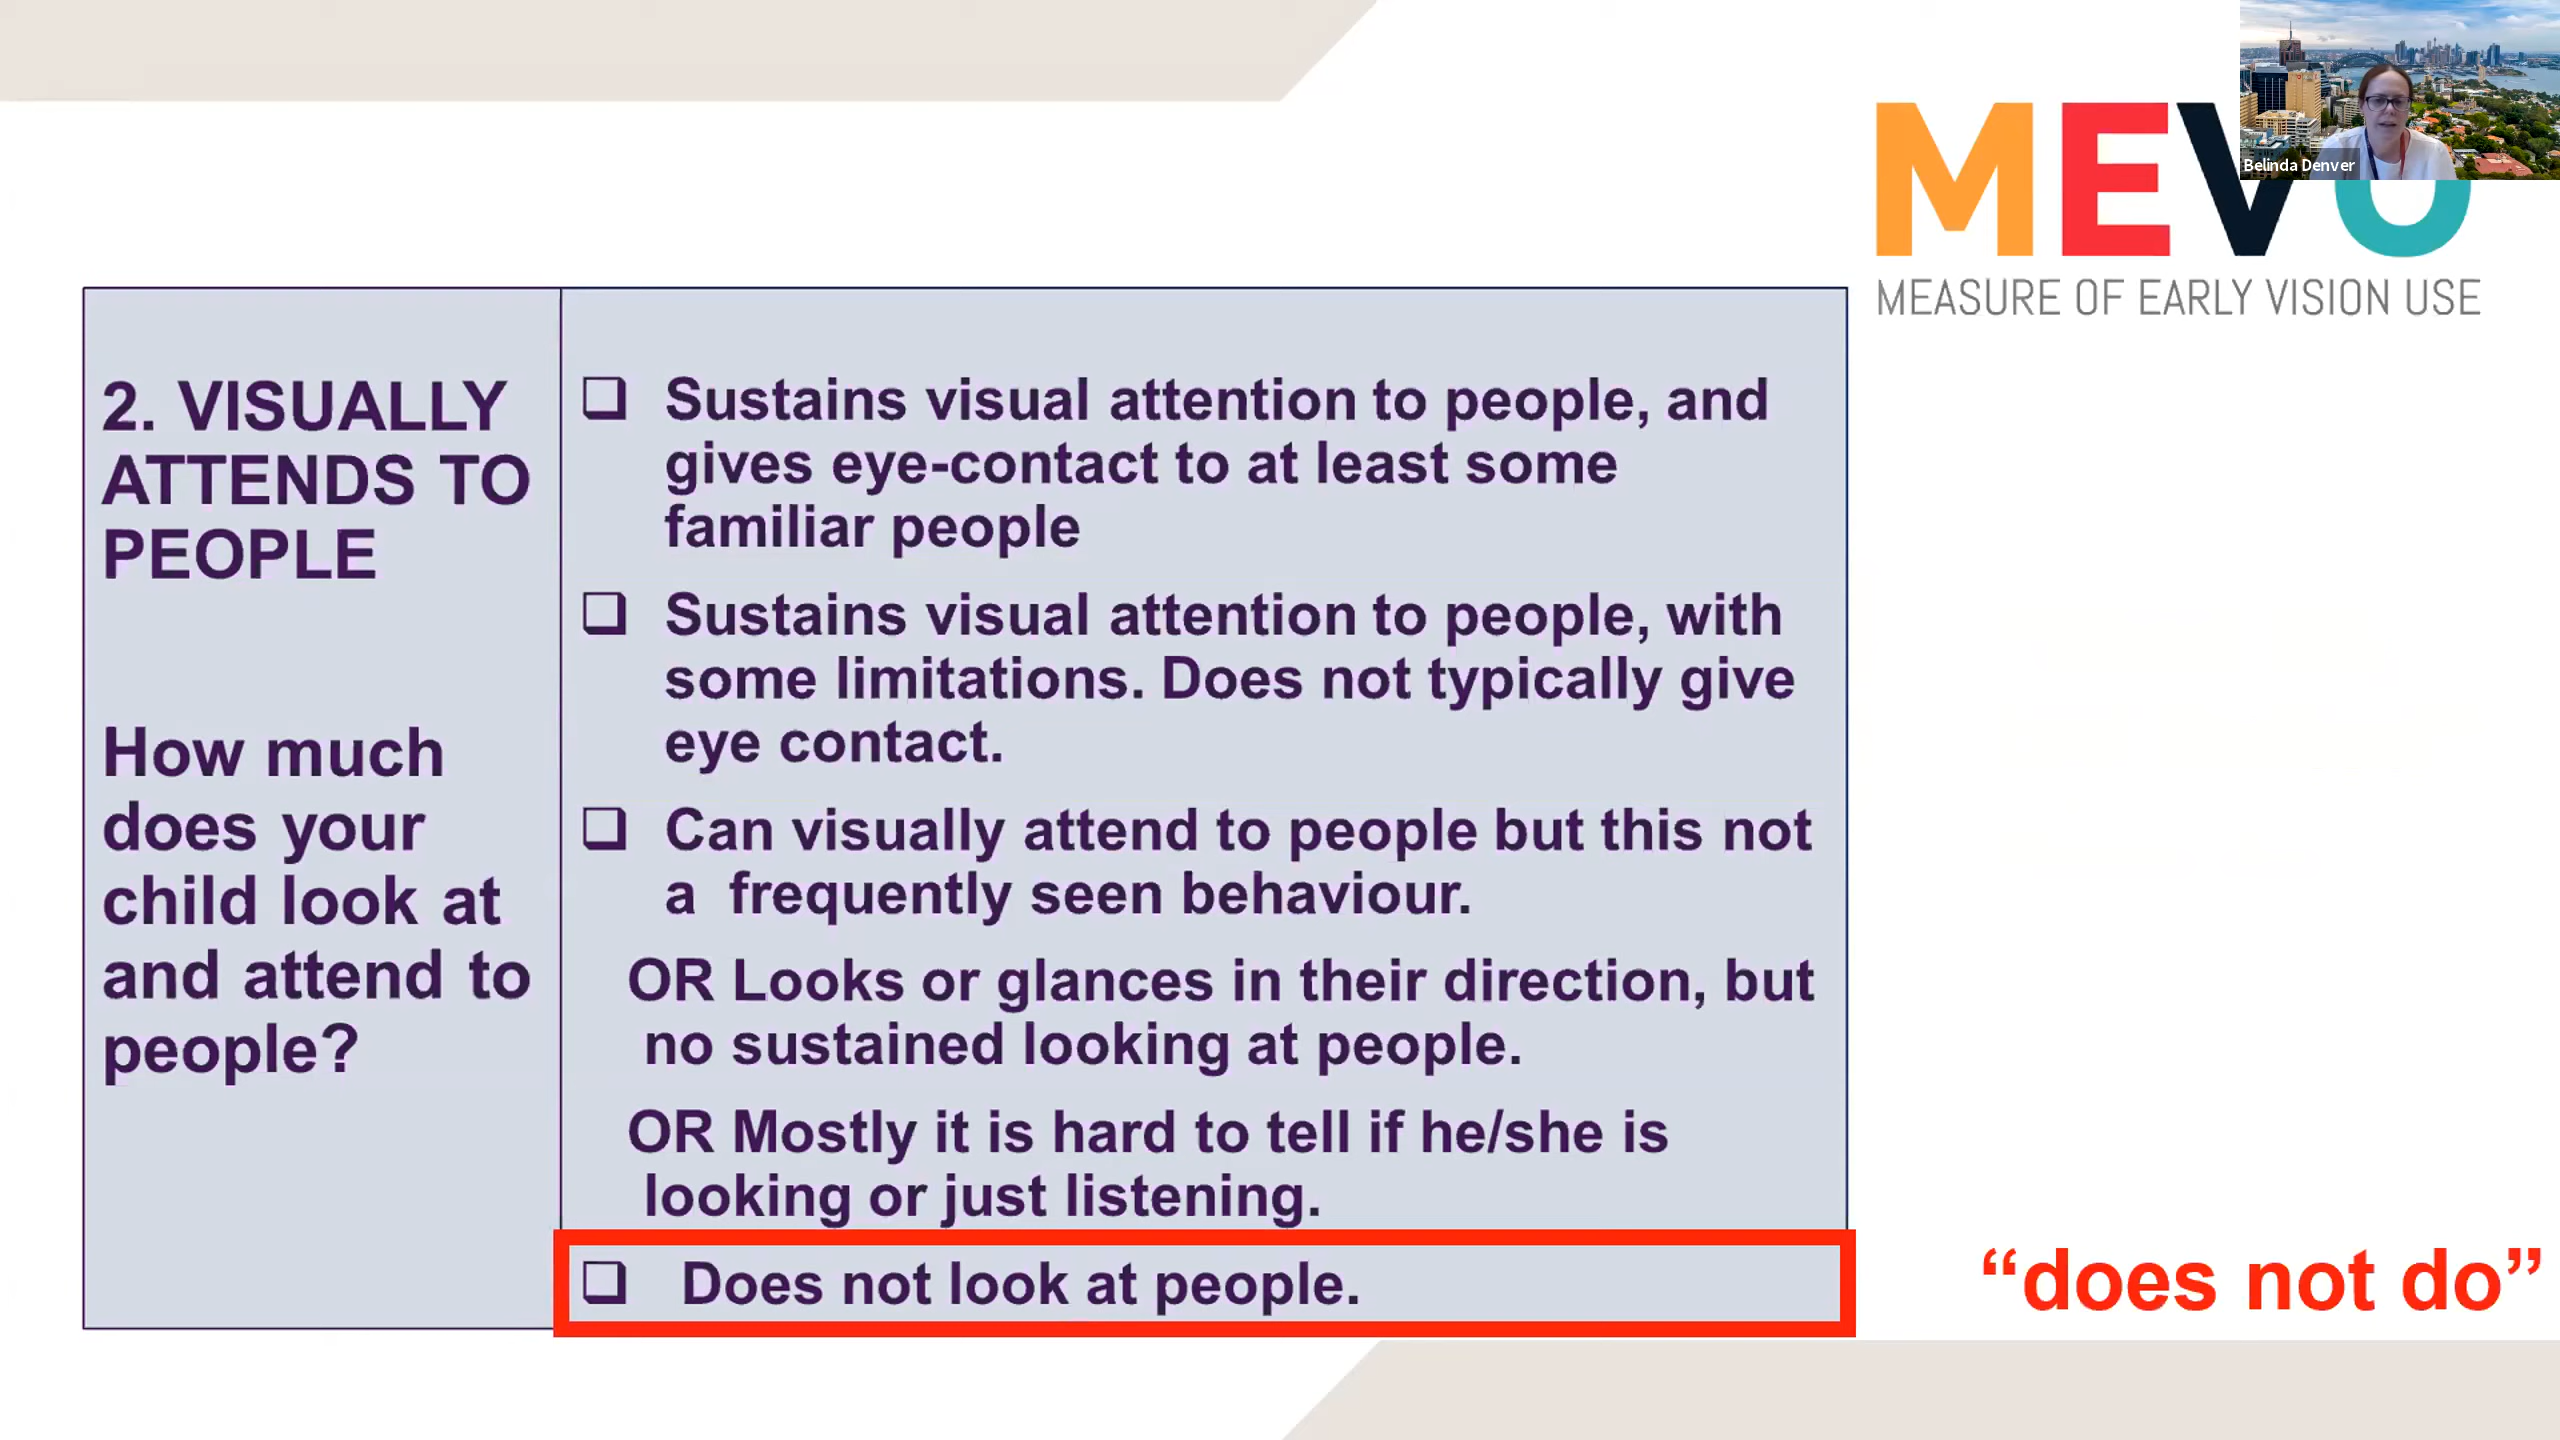 Belinda Denver
MEVU
MEASURE OF EARLY VISION USE
2. VISUALLY
ATTENDS TO
PEOPLE
How much
does your
child look at
and attend to
people?
Sustains visual attention to people, and
gives eye-contact to at least some
familiar people
Sustains visual attention to people, with
some limitations. Does not typically give
eye contact.
Can visually attend to people but this not
a frequently seen behaviour.
OR Looks or glances in their direction, but
no sustained looking at people.
OR Mostly it is hard to tell if he/she is
looking or just listening.
Does not look at people.
“does not do”